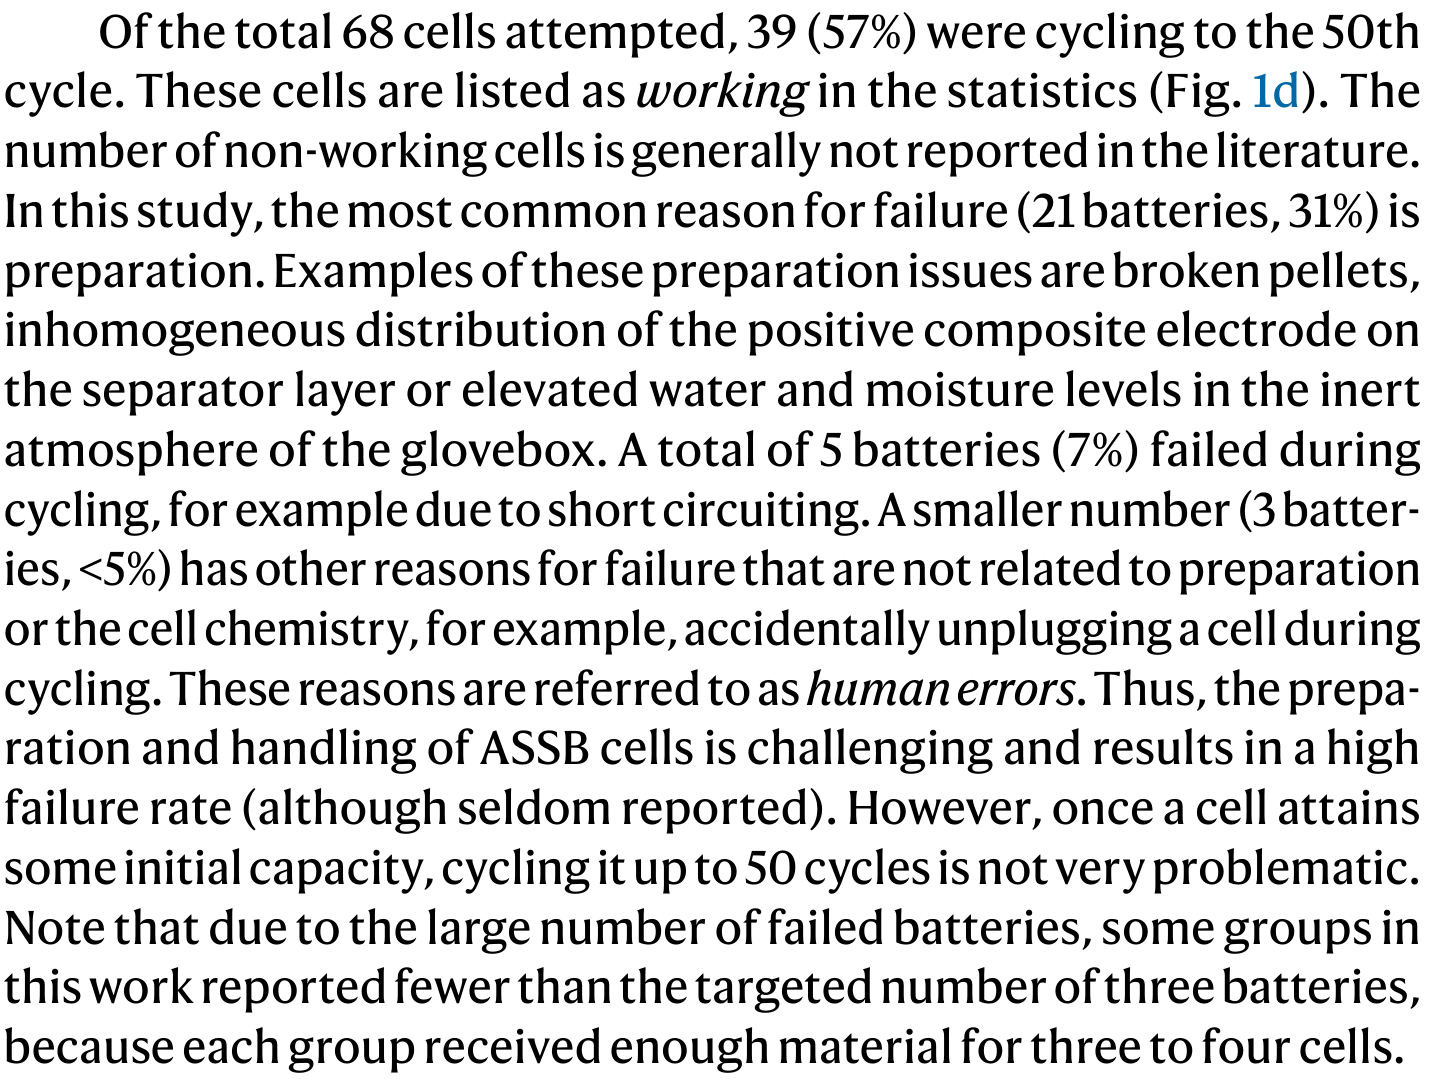 Of the total 68 cells attempted, 39 (57%) were cycling to the 50th
cycle. These cells are listed as working in the statistics (Fig. 1d). The
number of non-working cells is generally not reported in the literature.
In this study, the most common reason for failure (21 batteries, 31%) is
preparation. Examples of these preparation issues are broken pellets,
inhomogeneous distribution of the positive composite electrode on
the separator layer or elevated water and moisture levels in the inert
atmosphere of the glovebox. A total of 5 batteries (7%) failed during
cycling, for example due to short circuiting. A smaller number (3 batter-
ies, <5%) has other reasons for failure that are not related to preparation
or the cell chemistry, for example, accidentally unplugging a cell during
cycling. These reasons are referred to as human errors. Thus, the prepa-
ration and handling of ASSB cells is challenging and results in a high
failure rate (although seldom reported). However, once a cell attains
some initial capacity, cycling it up to 50 cycles is not very problematic.
Note that due to the large number of failed batteries, some groups in
this work reported fewer than the targeted number of three batteries,
because each group received enough material for three to four cells.